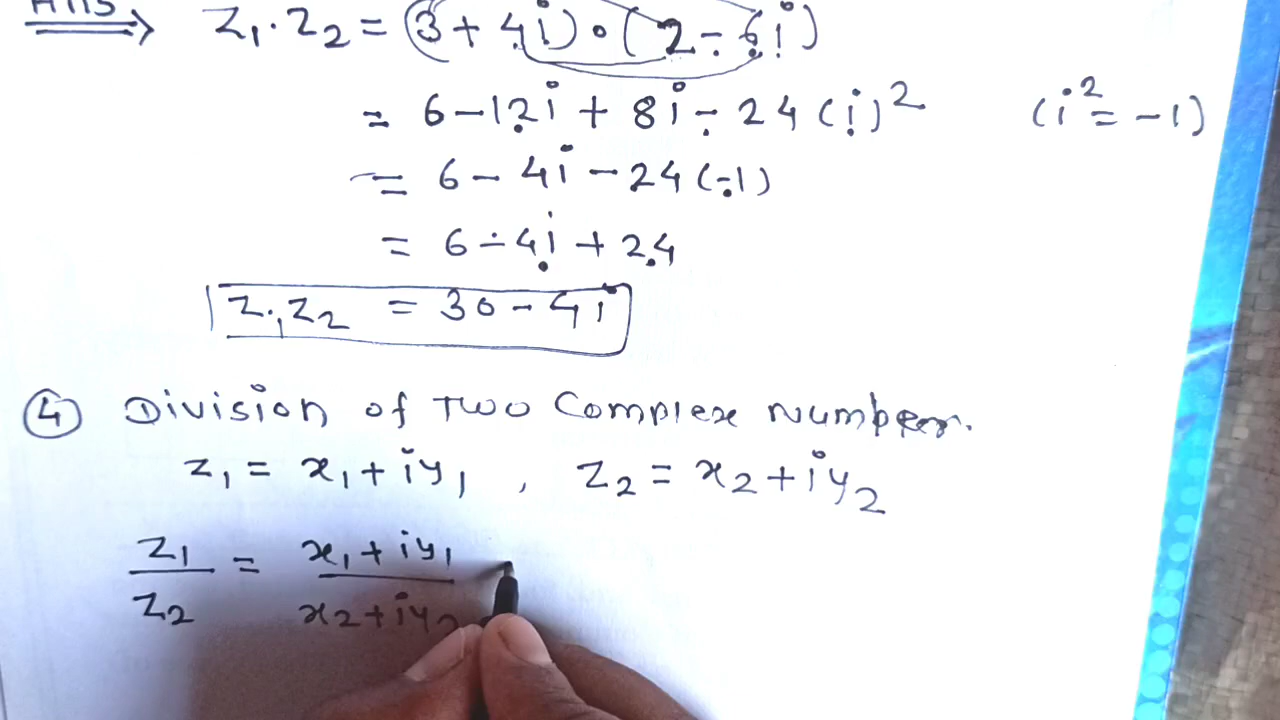 Ans ⇒ Z₁·Z₂ = (3 + 4i) · (2 - 6i)
= 6 - 12i + 8i - 24 (i)² (i² = -1)
= 6 - 4i - 24 (-1)
= 6 - 4i + 24
Z₁·Z₂ = 30 - 4i
④ Division of Two Complex Number.
Z₁ = x₁ + iy₁ , Z₂ = x₂ + iy₂
Z₁/Z₂ = (x₁ + iy₁)/(x₂ + iy₂)